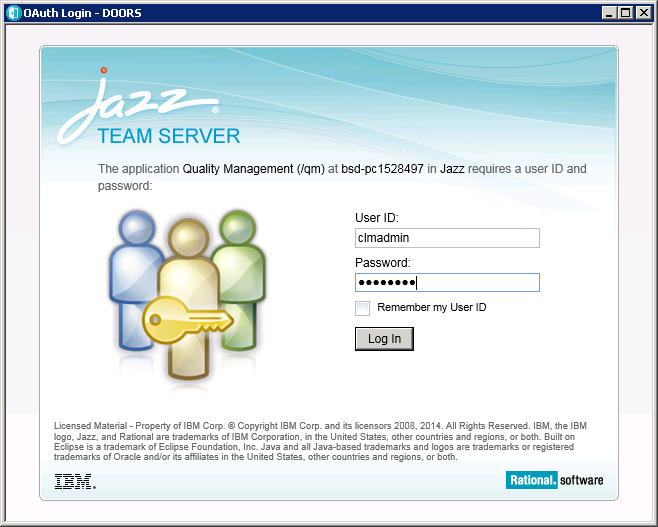 OAuth Login - DOORS
jazz®
TEAM SERVER
The application Quality Management (/qm) at bsd-pc1528497 in Jazz requires a user ID and
password:
User ID:
clmadmin
Password:
●●●●●●●●
Remember my User ID
Log In
Licensed Material - Property of IBM Corp. © Copyright IBM Corp. and its licensors 2008, 2014. All Rights Reserved. IBM, the IBM
logo, Jazz, and Rational are trademarks of IBM Corporation, in the United States, other countries and regions, or both. Built on
Eclipse is a trademark of Eclipse Foundation, Inc. Java and all Java-based trademarks and logos are trademarks or registered
trademarks of Oracle and/or its affiliates in the United States, other countries and regions, or both.
IBM.
Rational. software